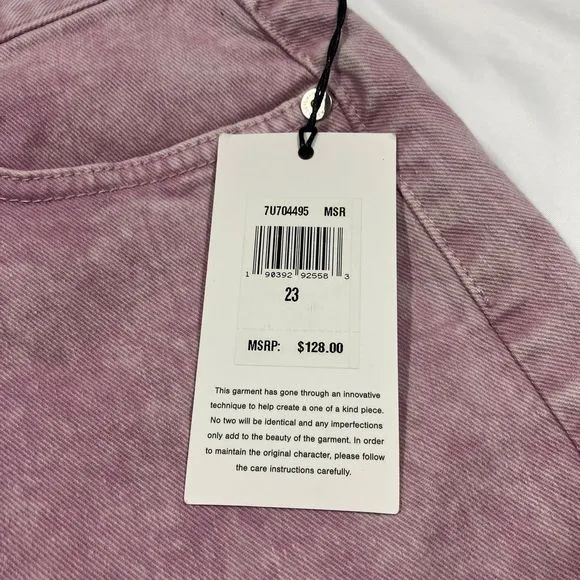 7U704495 MSR
1 90392 92558 3
23
MSRP: $128.00
This garment has gone through an innovative
technique to help create a one of a kind piece.
No two will be identical and any imperfections
only add to the beauty of the garment. In order
to maintain the original character, please follow
the care instructions carefully.